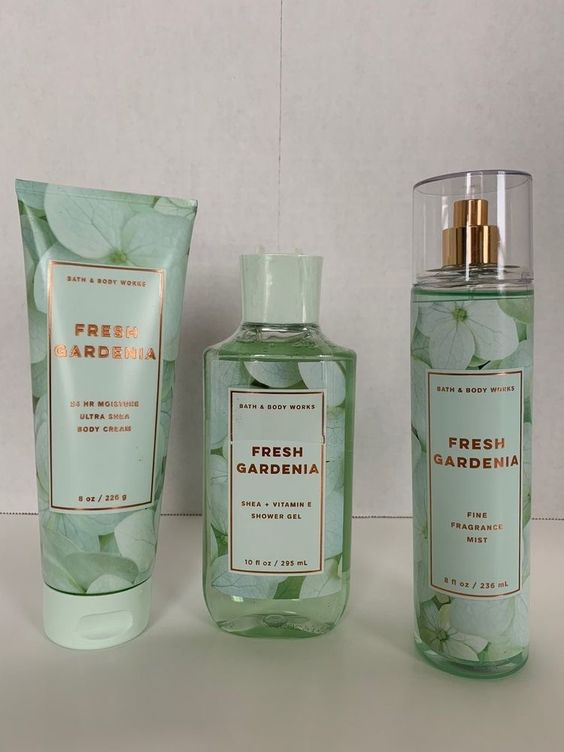 BATH & BODY WORKS
FRESH
GARDENIA
24 HR MOISTURE
ULTRA SHEA
BODY CREAM
8 oz / 226 g
BATH & BODY WORKS
FRESH
GARDENIA
SHEA + VITAMIN E
SHOWER GEL
10 fl oz / 295 mL
BATH & BODY WORKS
FRESH
GARDENIA
FINE
FRAGRANCE
MIST
8 fl oz / 236 mL